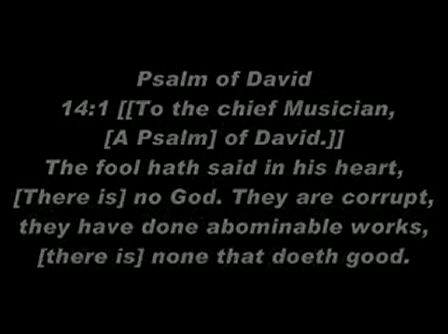 Psalm of David
14:1 [[To the chief Musician,
[A Psalm] of David.]]
The fool hath said in his heart,
[There is] no God. They are corrupt,
they have done abominable works,
[there is] none that doeth good.